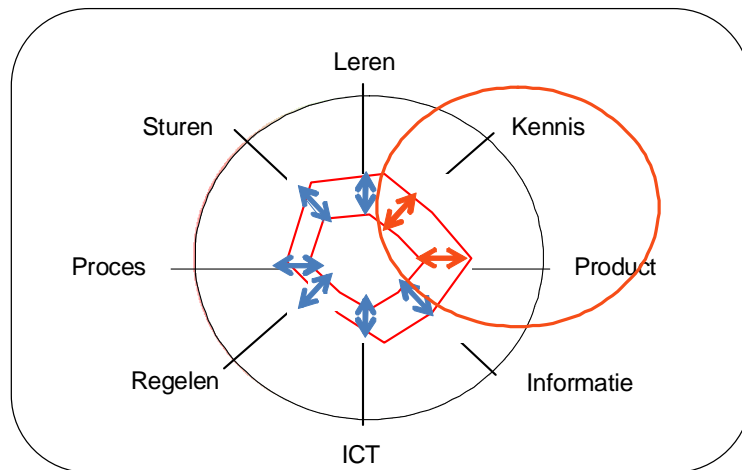 Leren
Sturen
Kennis
Proces
Product
Regelen
Informatie
ICT